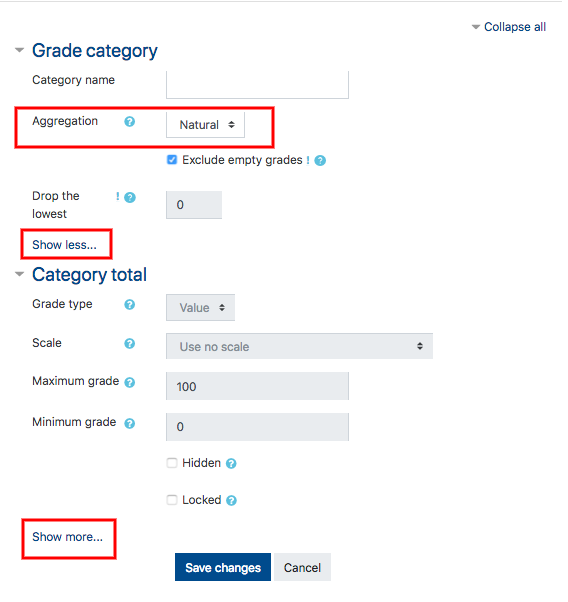 Collapse all
Grade category
Category name
Aggregation ? Natural
Exclude empty grades ! ?
Drop the lowest ! ? 0
Show less...
Category total
Grade type ? Value
Scale ? Use no scale
Maximum grade ? 100
Minimum grade ? 0
Hidden ?
Locked ?
Show more...
Save changes Cancel